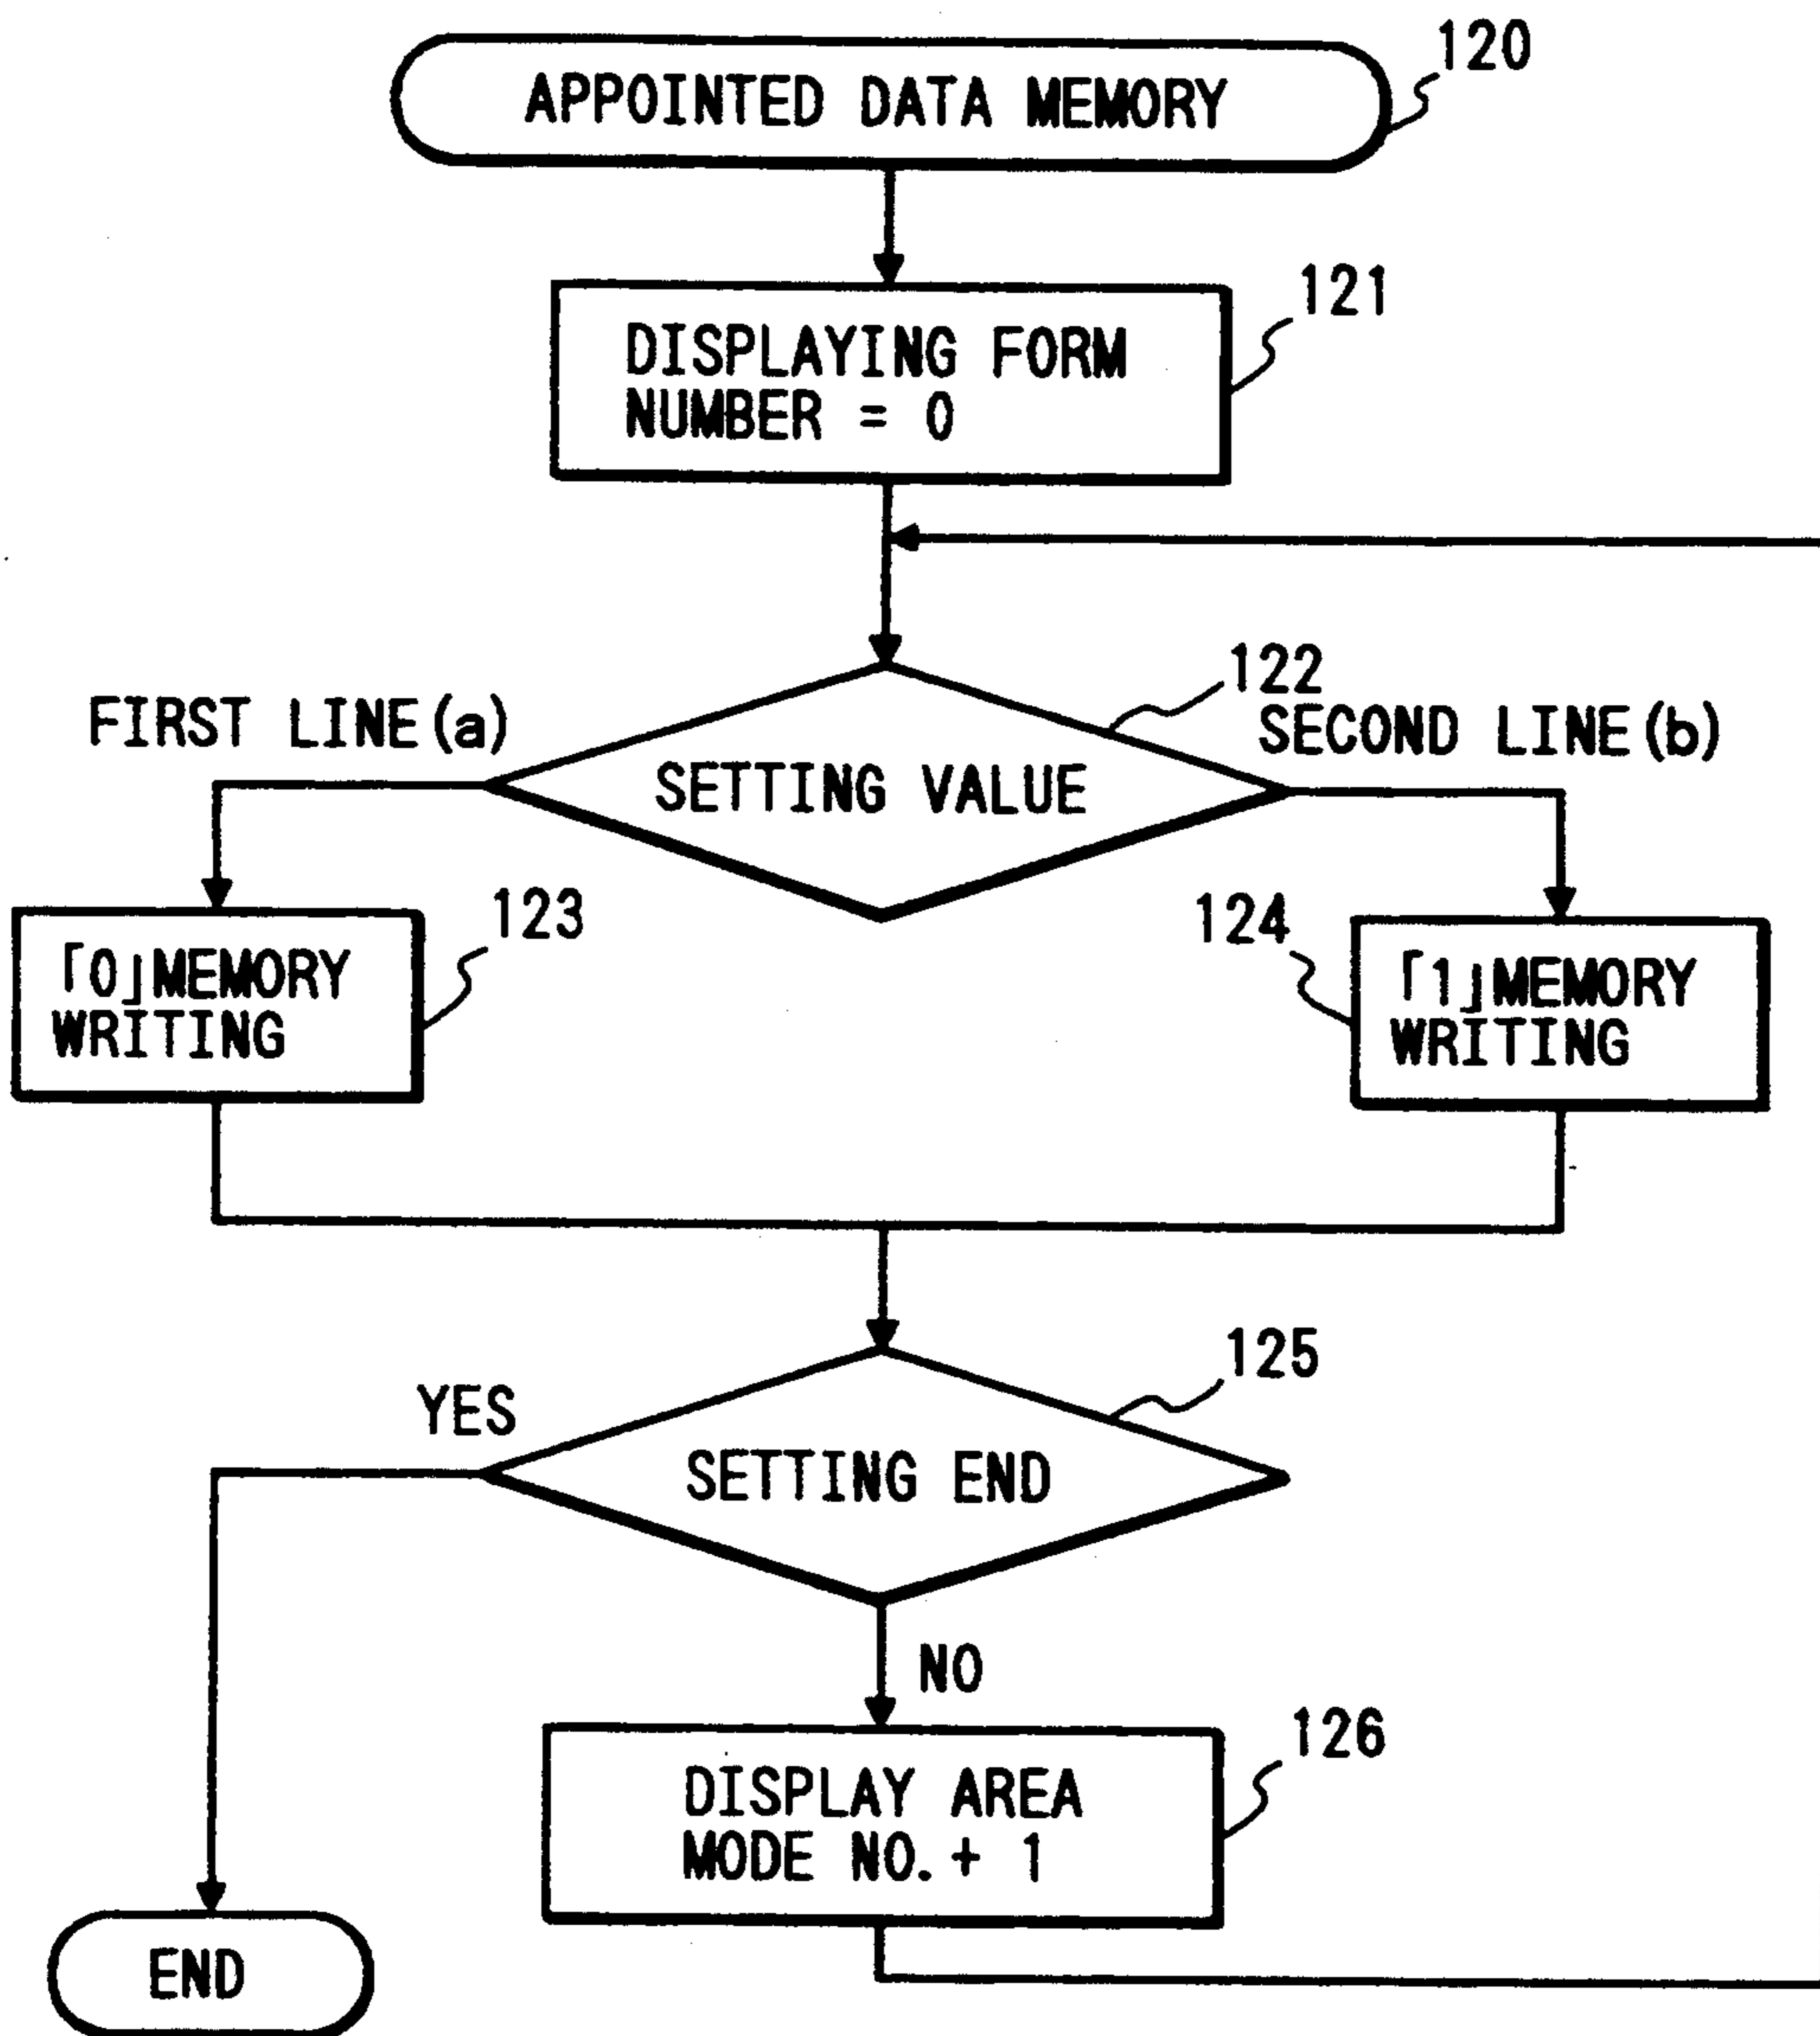 120
APPOINTED DATA MEMORY
121
DISPLAYING FORM
NUMBER = 0
122
FIRST LINE(a)
SECOND LINE(b)
SETTING VALUE
123
124
「0」MEMORY
WRITING
「1」MEMORY
WRITING
125
YES
SETTING END
NO
126
DISPLAY AREA
MODE NO.+ 1
END